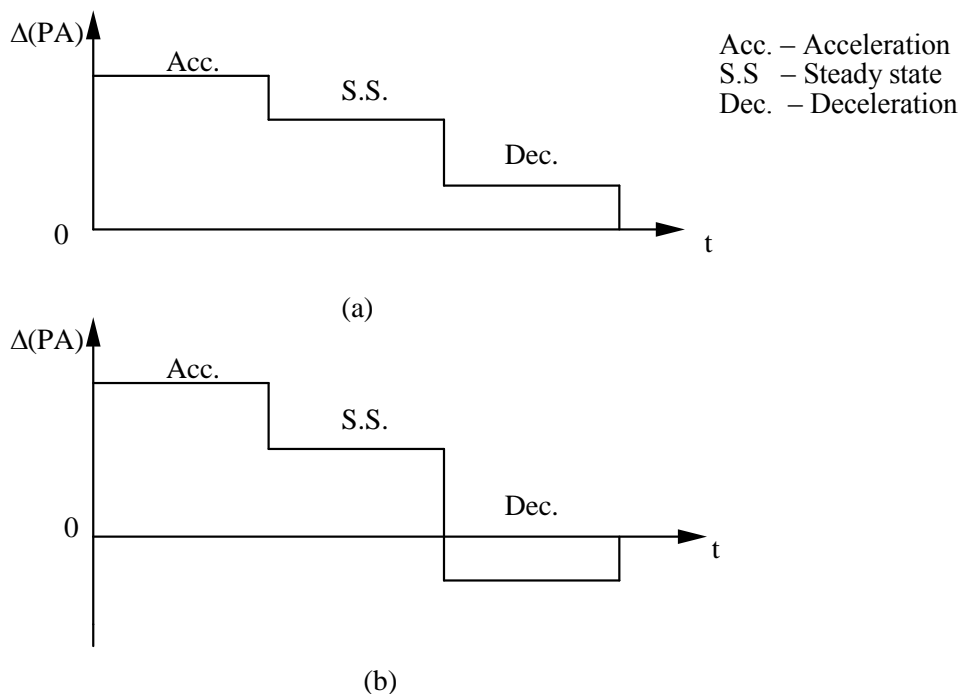 Δ(PA)
Acc.
S.S.
Dec.
0
t
Acc. – Acceleration
S.S – Steady state
Dec. – Deceleration
(a)
Δ(PA)
Acc.
S.S.
Dec.
0
t
(b)